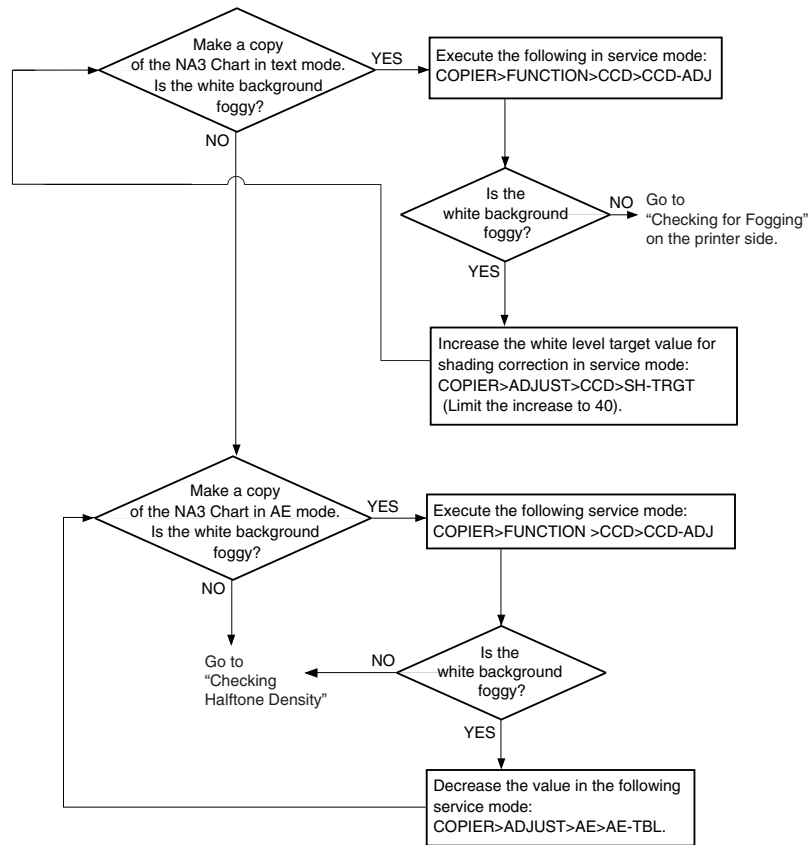 Make a copy
of the NA3 Chart in text mode.
Is the white background
foggy?
YES
Execute the following in service mode:
COPIER>FUNCTION>CCD>CCD-ADJ
NO
Is the
white background
foggy?
NO
Go to
“Checking for Fogging”
on the printer side.
YES
Increase the white level target value for
shading correction in service mode:
COPIER>ADJUST>CCD>SH-TRGT
(Limit the increase to 40).
Make a copy
of the NA3 Chart in AE mode.
Is the white background
foggy?
YES
Execute the following service mode:
COPIER>FUNCTION >CCD>CCD-ADJ
NO
Go to
“Checking
Halftone Density”
NO
Is the
white background
foggy?
YES
Decrease the value in the following
service mode:
COPIER>ADJUST>AE>AE-TBL.